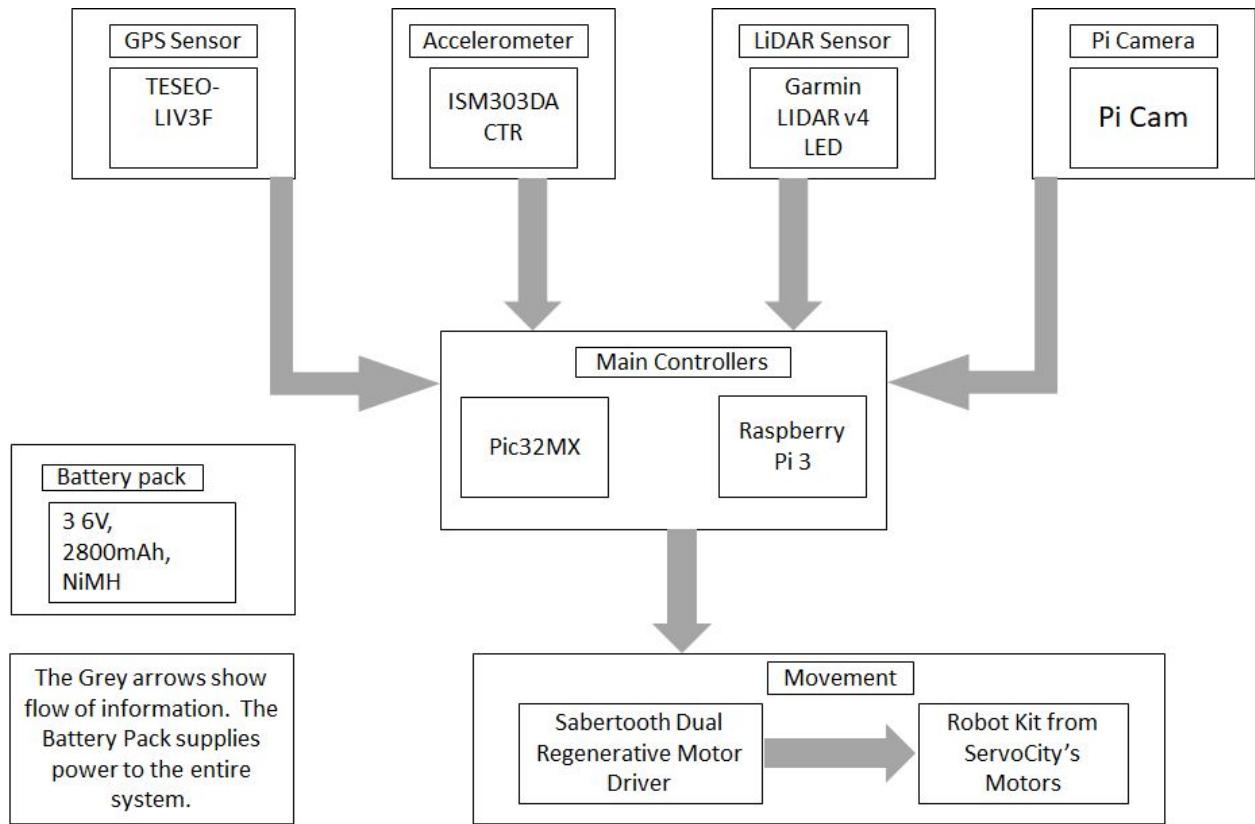 GPS Sensor
TESEO-
LIV3F
Accelerometer
ISM303DA
CTR
LiDAR Sensor
Garmin
LIDAR v4
LED
Pi Camera
Pi Cam
Main Controllers
Pic32MX
Raspberry
Pi 3
Battery pack
3 6V,
2800mAh,
NiMH
The Grey arrows show
flow of information. The
Battery Pack supplies
power to the entire
system.
Movement
Sabertooth Dual
Regenerative Motor
Driver
Robot Kit from
ServoCity's
Motors